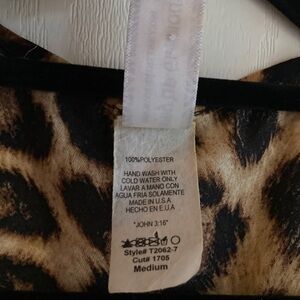 100%POLYESTER
HAND WASH WITH
COLD WATER ONLY
LAVAR A MANO CON
AGUA FRIA SOLAMENTE
MADE IN U.S.A
HECHO EN E.U.A
"JOHN 3:16"
Style# T2062-7
Cut# 1705
Medium